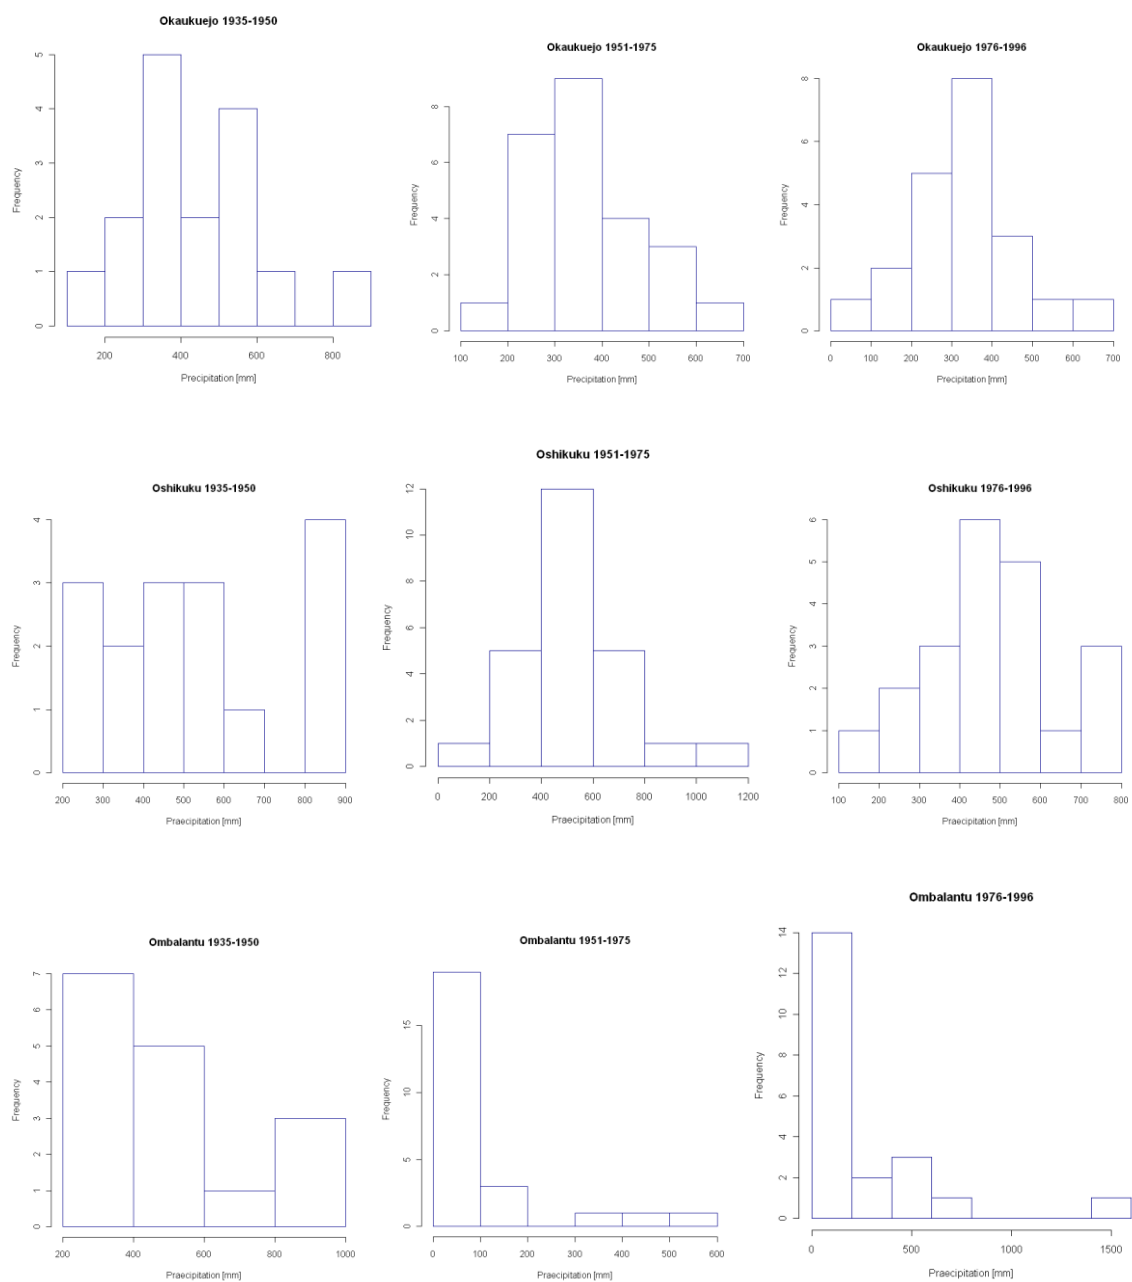 Okaukuejo 1935-1950
Frequency
0 1 2 3 4 5
200 400 600 800
Precipitation [mm]
Okaukuejo 1951-1975
Frequency
0 2 4 6 8
100 200 300 400 500 600 700
Precipitation [mm]
Okaukuejo 1976-1996
Frequency
0 2 4 6 8
0 100 200 300 400 500 600 700
Precipitation [mm]
Oshikuku 1935-1950
Frequency
0 1 2 3 4
200 300 400 500 600 700 800 900
Praecipitation [mm]
Oshikuku 1951-1975
Frequency
0 2 4 6 8 10 12
0 200 400 600 800 1000 1200
Praecipitation [mm]
Oshikuku 1976-1996
Frequency
0 1 2 3 4 5 6
100 200 300 400 500 600 700 800
Praecipitation [mm]
Ombalantu 1935-1950
Frequency
0 1 2 3 4 5 6 7
200 400 600 800 1000
Praecipitation [mm]
Ombalantu 1951-1975
Frequency
0 5 10 15
0 100 200 300 400 500 600
Praecipitation [mm]
Ombalantu 1976-1996
Frequency
0 2 4 6 8 10 12 14
0 500 1000 1500
Praecipitation [mm]